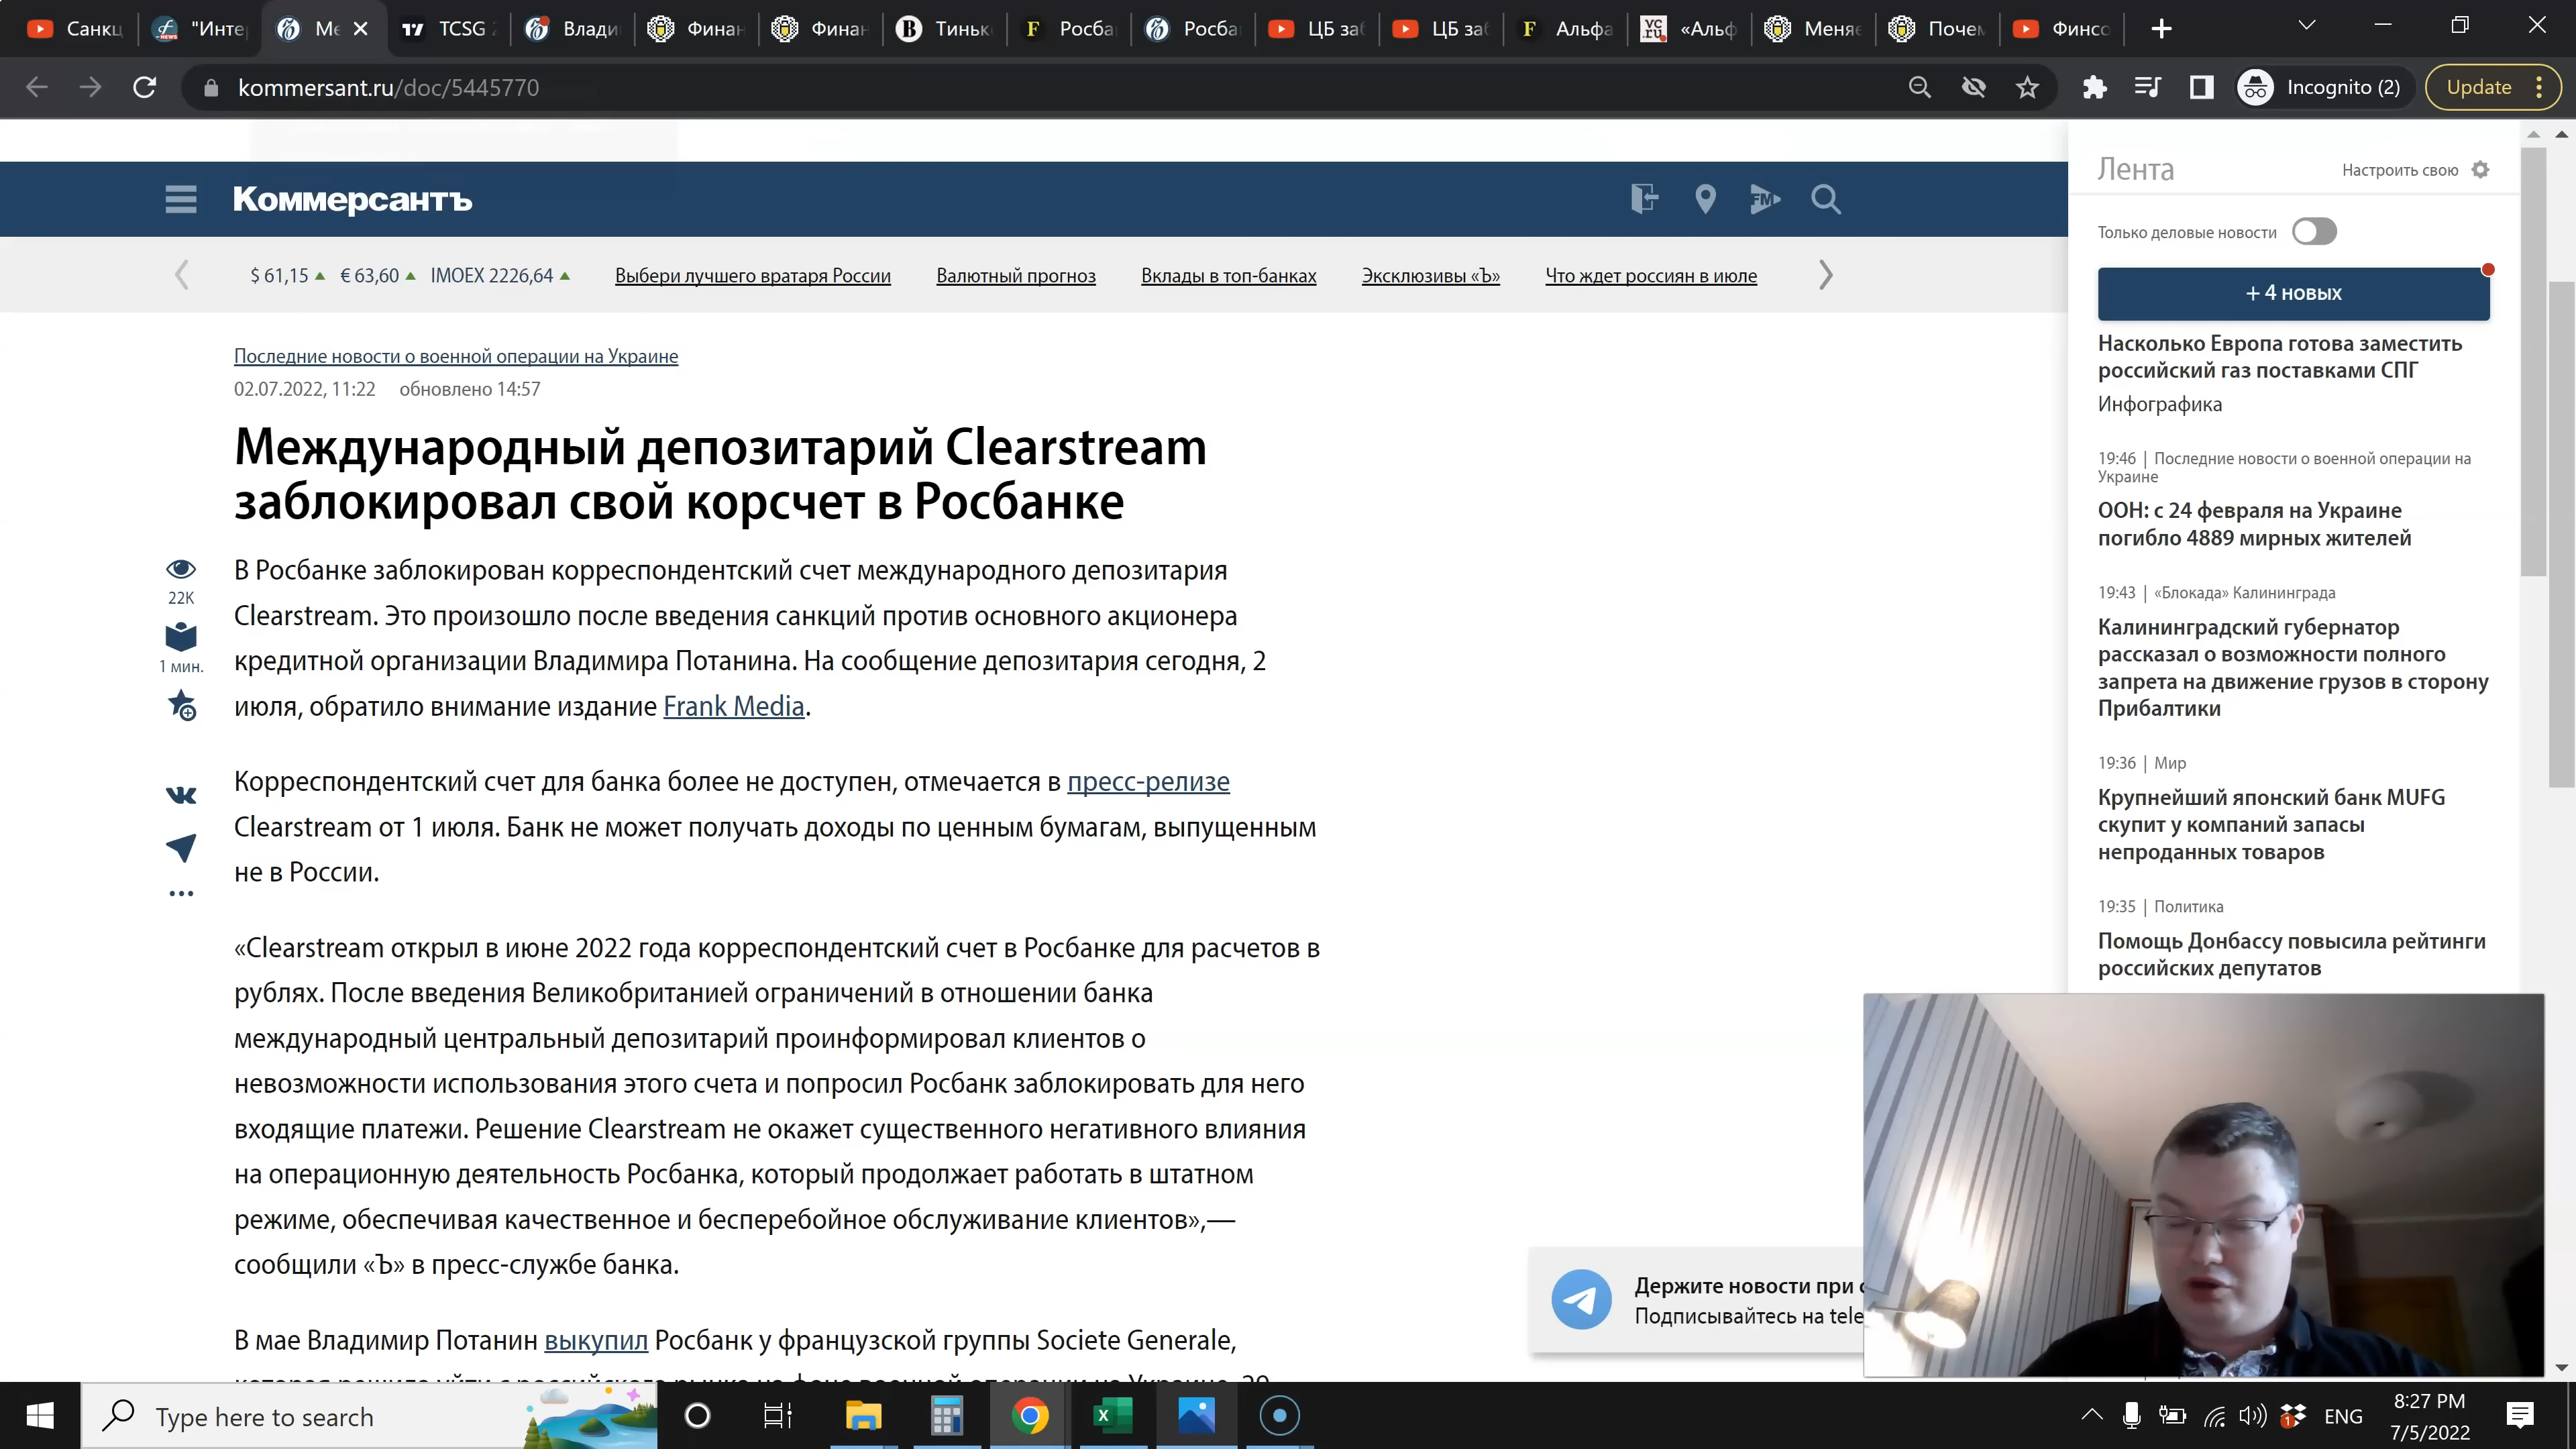 Санкц
"Инте
Ме
TCSG 2
Влади
Финан
Финан
Тиньк
Росба
Росба
ЦБ заб
ЦБ заб
Альфа
«Альф
Меняе
Почем
Финсо
kommersant.ru/doc/5445770
Incognito (2)
Update
Коммерсантъ
FM
$ 61,15 € 63,60 IMOEX 2226,64 Выбери лучшего вратаря России Валютный прогноз Вклады в топ-банках Эксклюзивы «Ъ» Что ждет россиян в июле
Последние новости о военной операции на Украине
02.07.2022, 11:22 обновлено 14:57
Международный депозитарий Clearstream
заблокировал свой корсчет в Росбанке
22K
1 мин.
В Росбанке заблокирован корреспондентский счет международного депозитария
Clearstream. Это произошло после введения санкций против основного акционера
кредитной организации Владимира Потанина. На сообщение депозитария сегодня, 2
июля, обратило внимание издание Frank Media.
Корреспондентский счет для банка более не доступен, отмечается в пресс-релизе
Clearstream от 1 июля. Банк не может получать доходы по ценным бумагам, выпущенным
не в России.
«Clearstream открыл в июне 2022 года корреспондентский счет в Росбанке для расчетов в
рублях. После введения Великобританией ограничений в отношении банка
международный центральный депозитарий проинформировал клиентов о
невозможности использования этого счета и попросил Росбанк заблокировать для него
входящие платежи. Решение Clearstream не окажет существенного негативного влияния
на операционную деятельность Росбанка, который продолжает работать в штатном
режиме, обеспечивая качественное и бесперебойное обслуживание клиентов»,—
сообщили «Ъ» в пресс-службе банка.
В мае Владимир Потанин выкупил Росбанк у французской группы Societe Generale,
Лента
Настроить свою
Только деловые новости
+ 4 новых
Насколько Европа готова заместить
российский газ поставками СПГ
Инфографика
19:46 | Последние новости о военной операции на
Украине
ООН: с 24 февраля на Украине
погибло 4889 мирных жителей
19:43 | «Блокада» Калининграда
Калининградский губернатор
рассказал о возможности полного
запрета на движение грузов в сторону
Прибалтики
19:36 | Мир
Крупнейший японский банк MUFG
скупит у компаний запасы
непроданных товаров
19:35 | Политика
Помощь Донбассу повысила рейтинги
российских депутатов
Держите новости при с
Подписывайтесь на tele
Type here to search
ENG
8:27 PM
7/5/2022